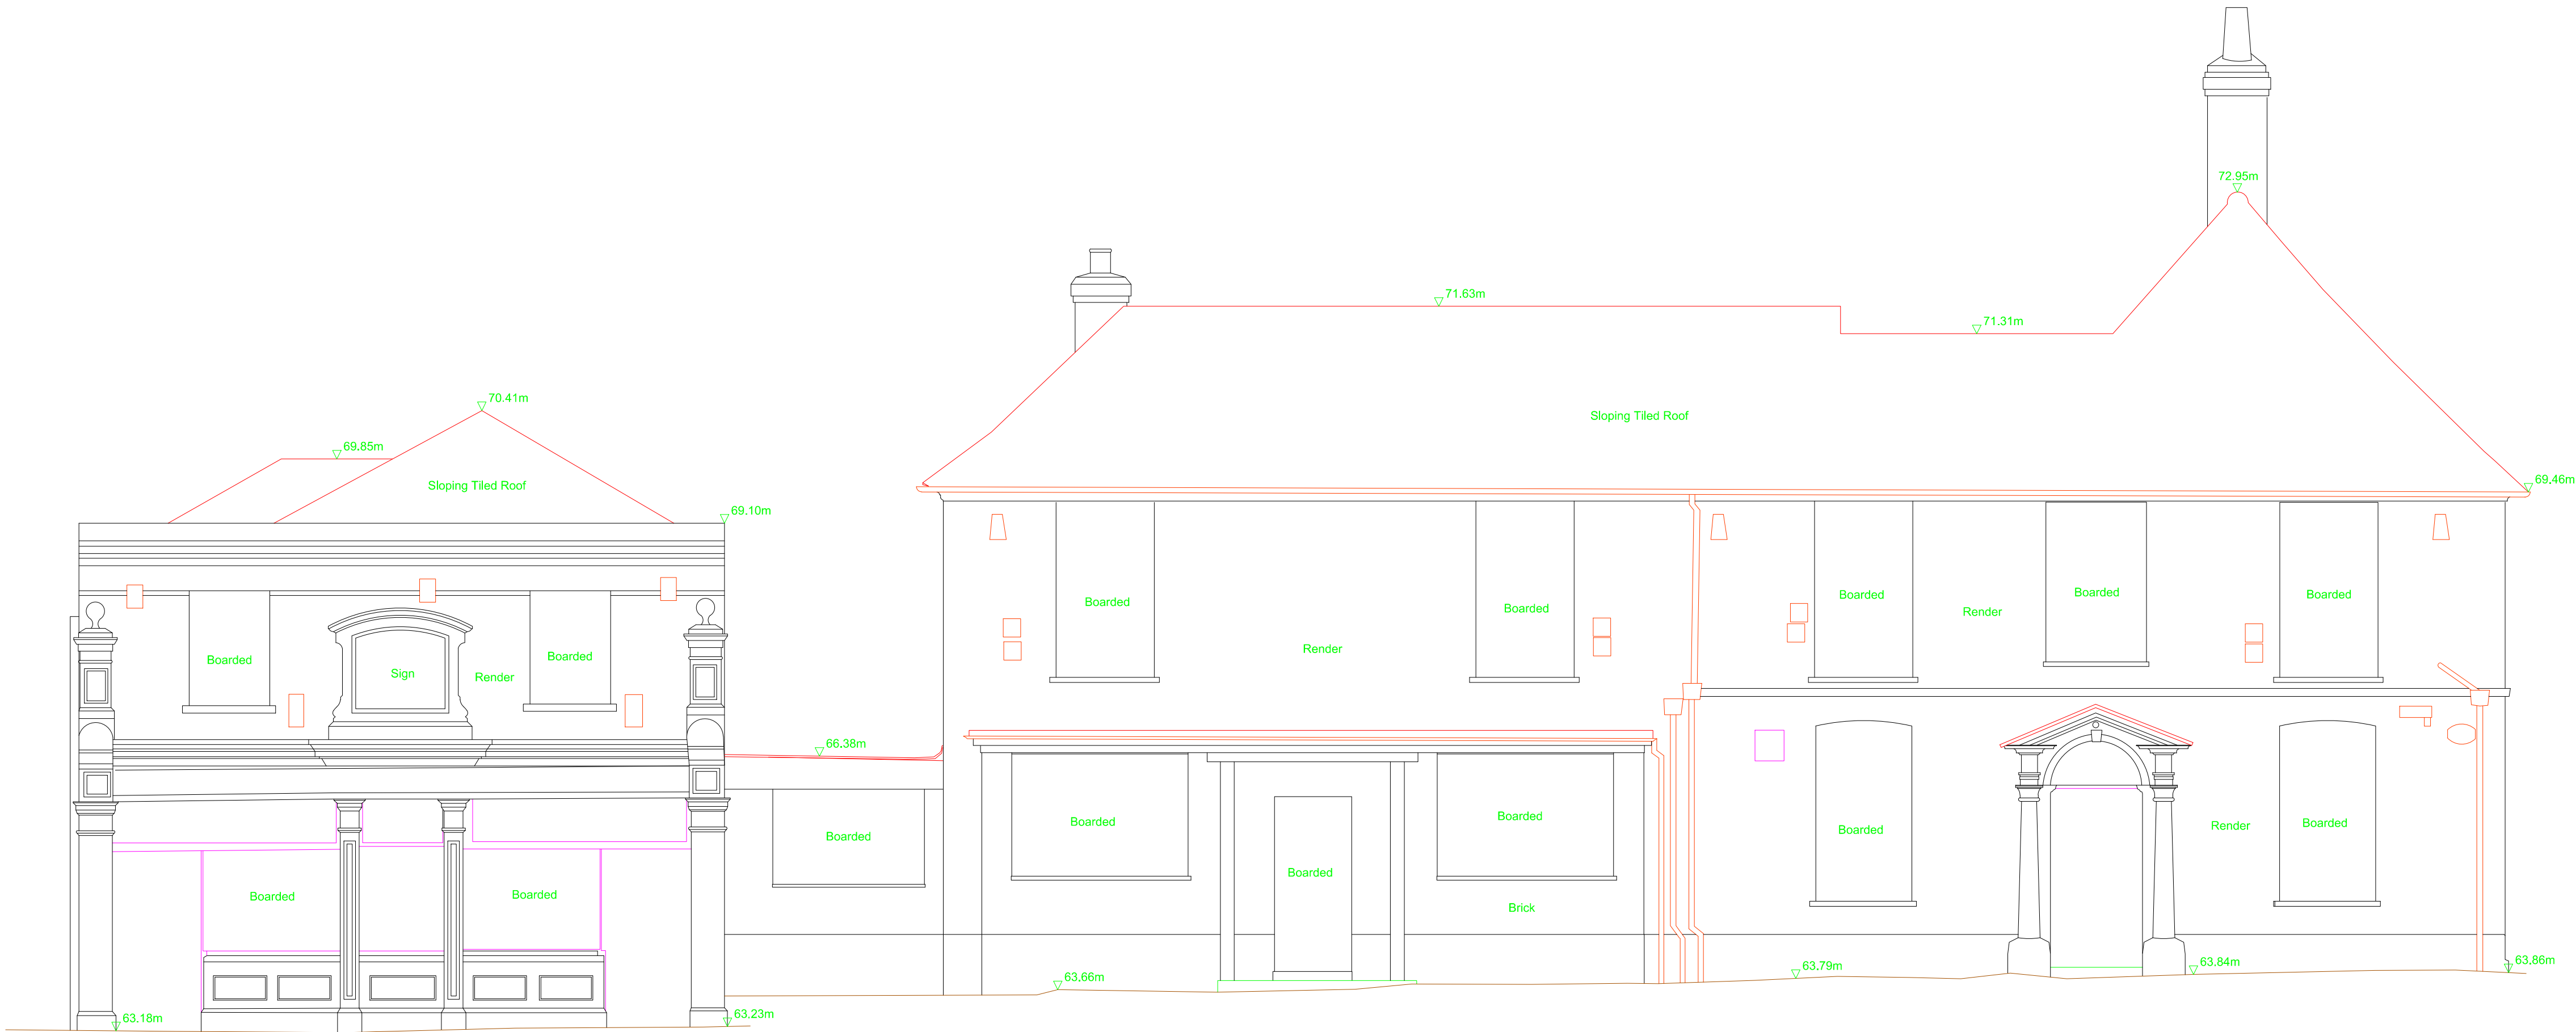 72.95m
71.63m
71.31m
70.41m
Sloping Tiled Roof
69.85m
69.46m
Sloping Tiled Roof
69.10m
Boarded
Boarded
Boarded
Boarded
Boarded
Render
Render
Boarded
Boarded
Sign
Render
66.38m
Boarded
Boarded
Boarded
Boarded
Render
Boarded
Boarded
Boarded
Boarded
Brick
63.86m
63.84m
63.79m
63.66m
63.18m
63.23m